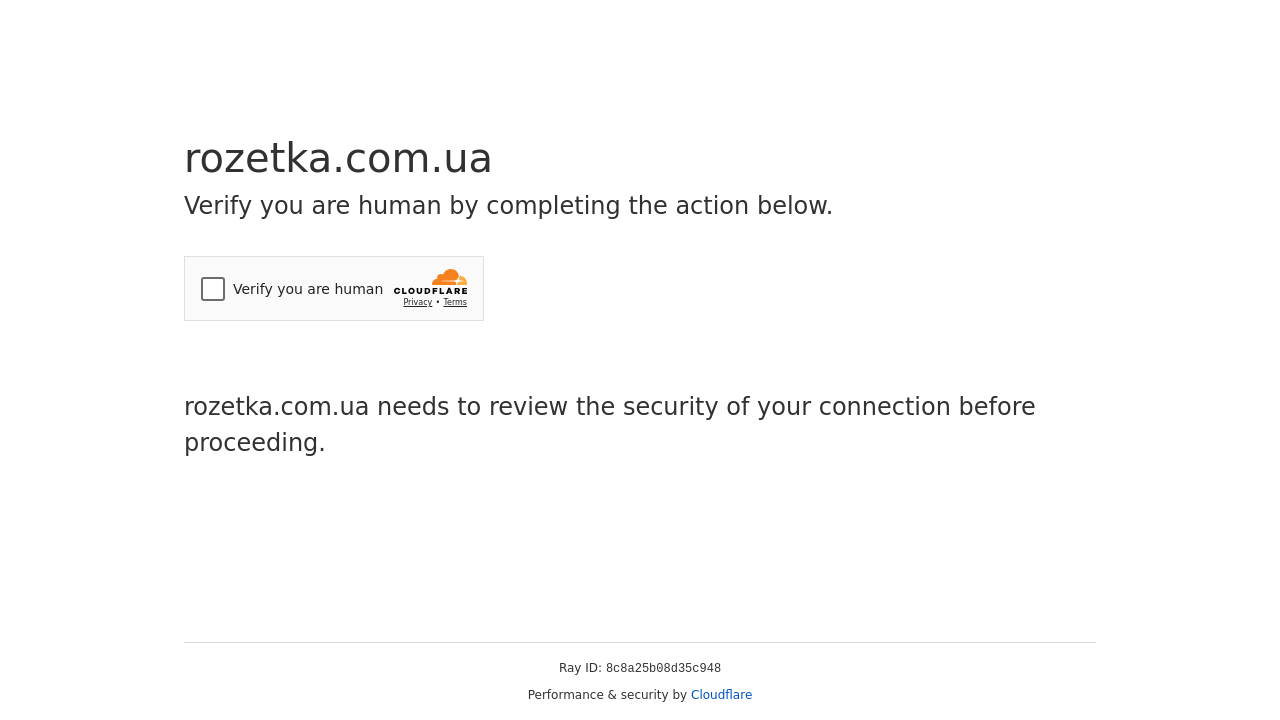 rozetka.com.ua
Verify you are human by completing the action below.
Verify you are human
CLOUDFLARE
Privacy • Terms
rozetka.com.ua needs to review the security of your connection before
proceeding.
Ray ID: 8c8a25b08d35c948
Performance & security by Cloudflare